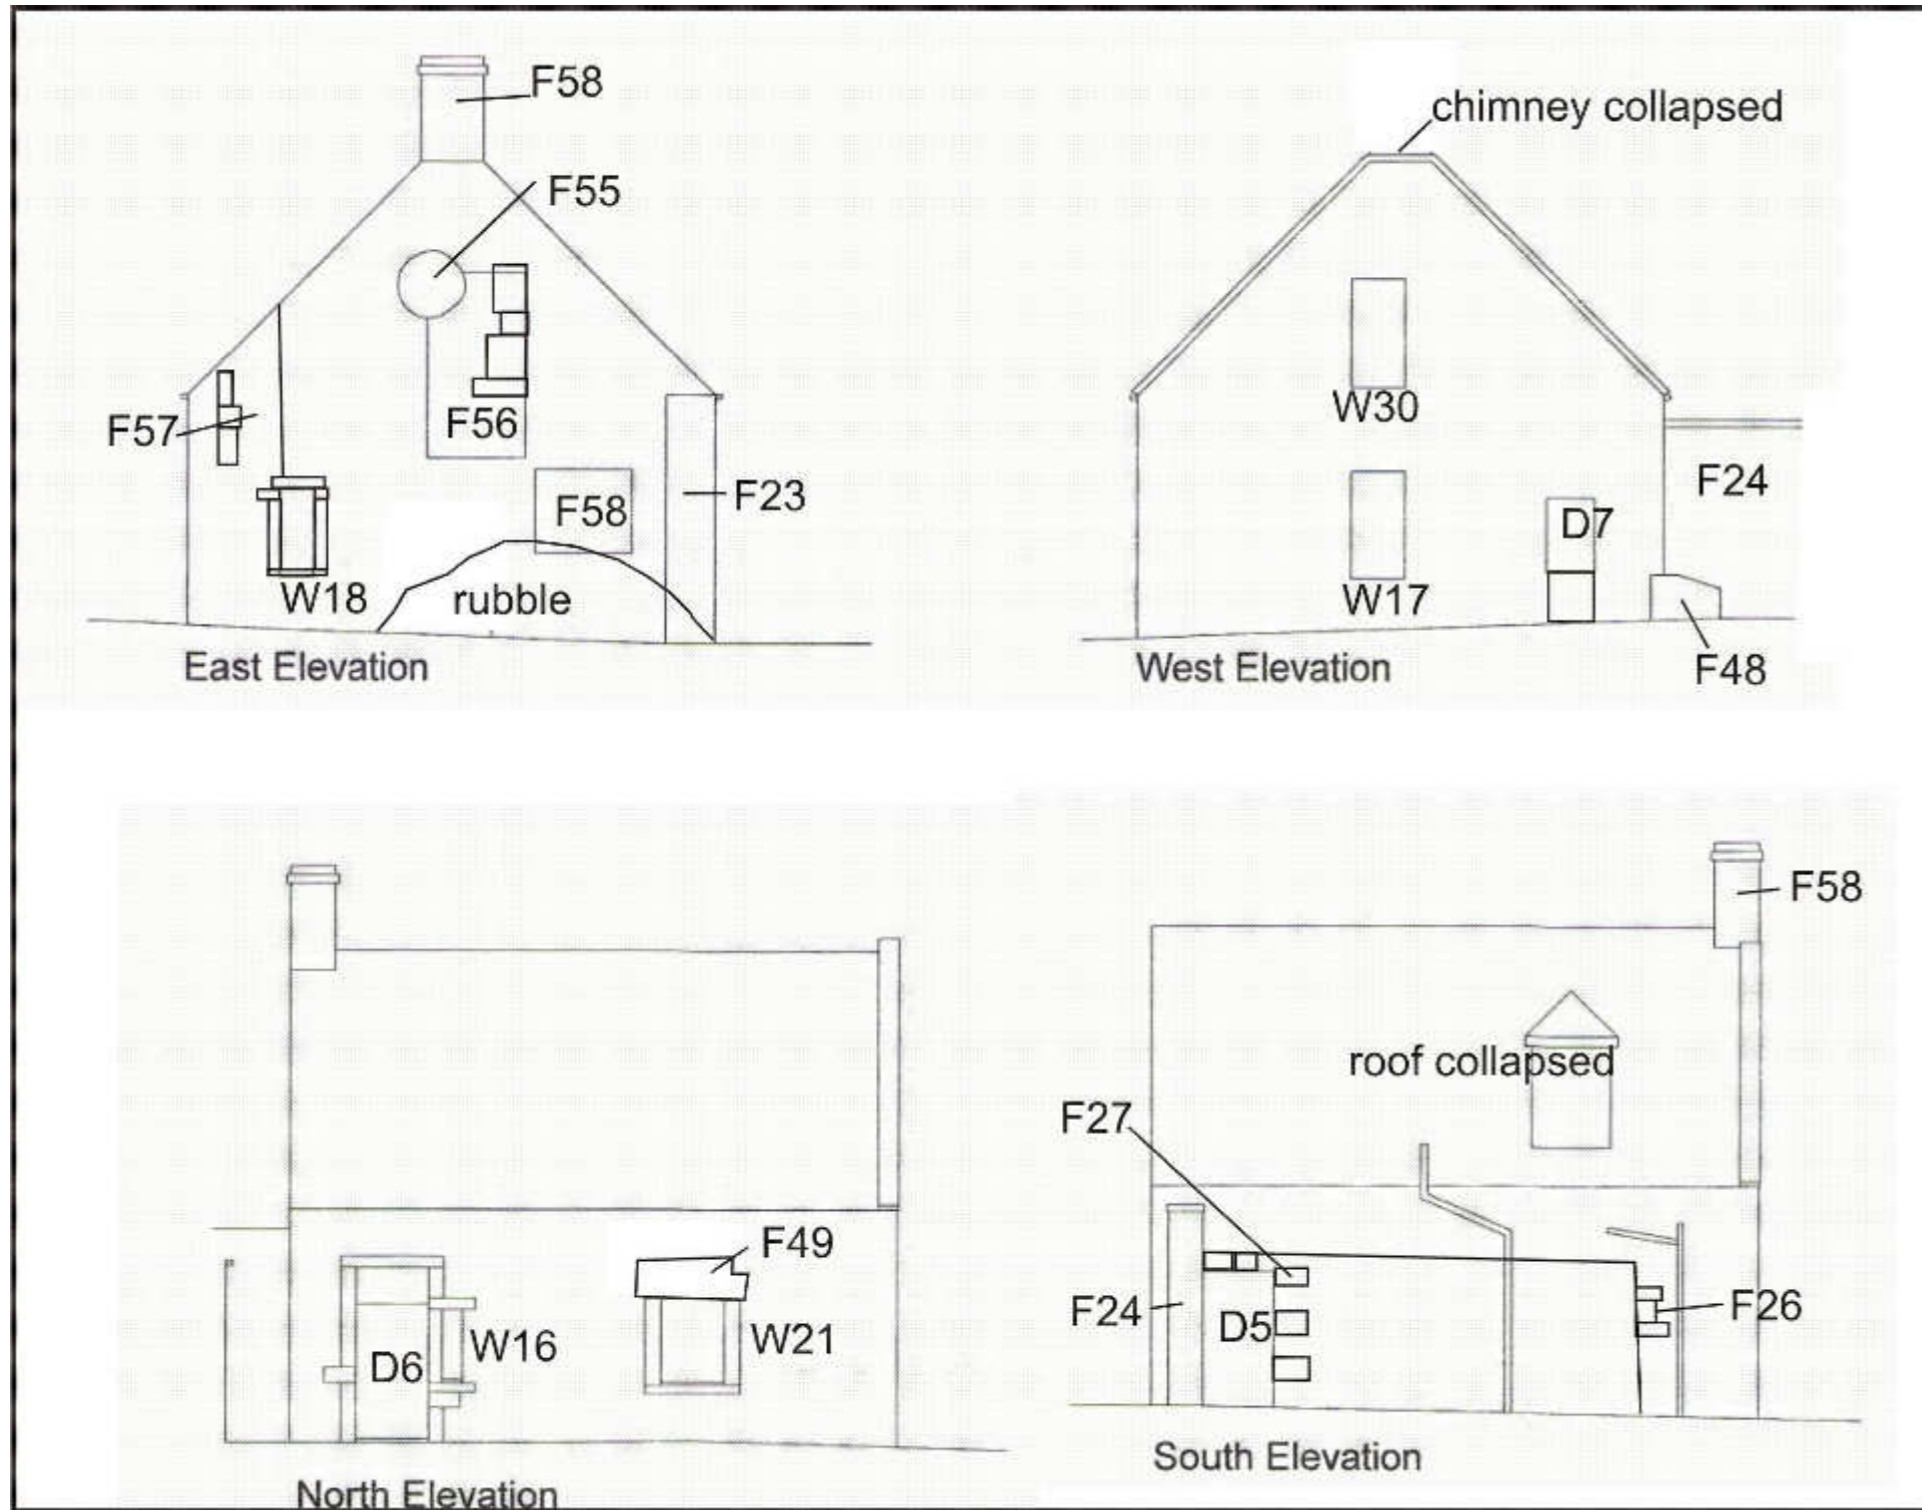 F58
F55
F57
F56
F58
F23
W18
rubble
East Elevation
chimney collapsed
W30
F24
D7
W17
F48
West Elevation
F49
D6
W16
W21
North Elevation
F58
roof collapsed
F27
F24
D5
F26
South Elevation